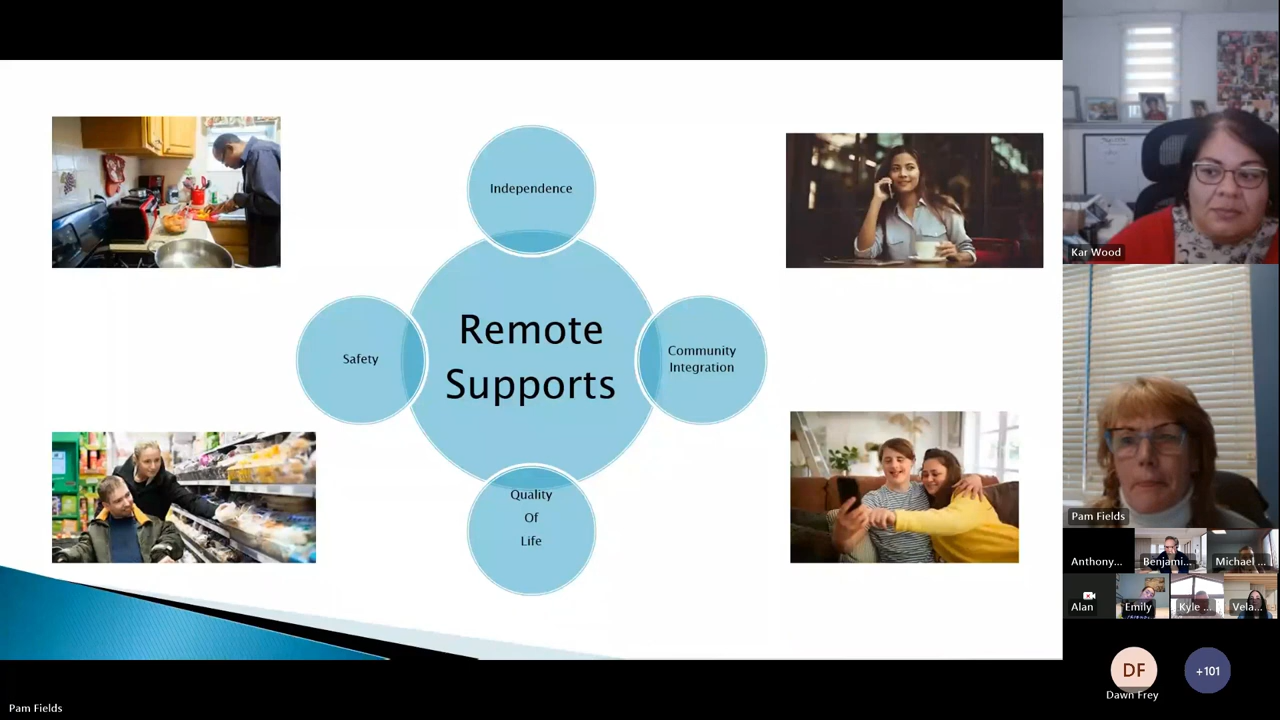 Independence
Remote
Supports
Safety
Community
Integration
Quality
Of
Life
Kar Wood
Pam Fields
Anthony...
Benjami...
Michael ...
Alan
Emily
Kyle ...
Vela...
DF
+101
Dawn Frey
Pam Fields